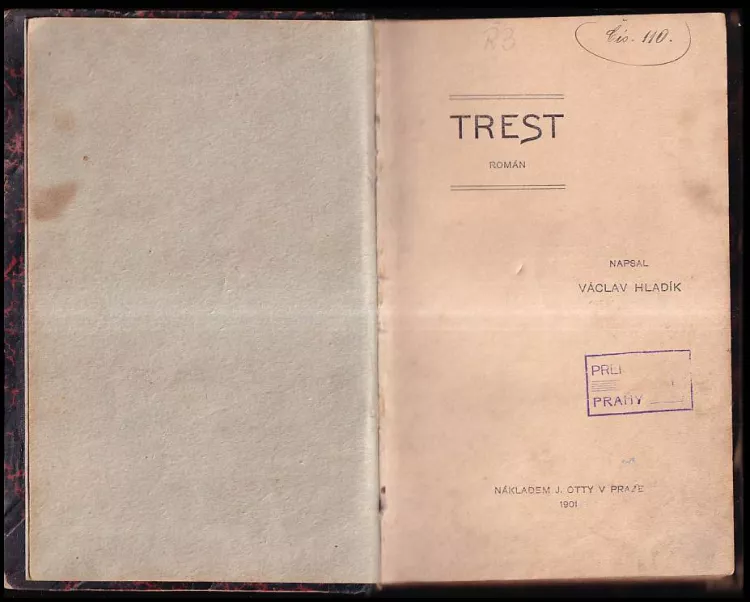 Čís. 110.
TREST
ROMÁN
NAPSAL
VÁCLAV HLADÍK
PRAHY
NÁKLADEM J. OTTY V PRAZE
1901